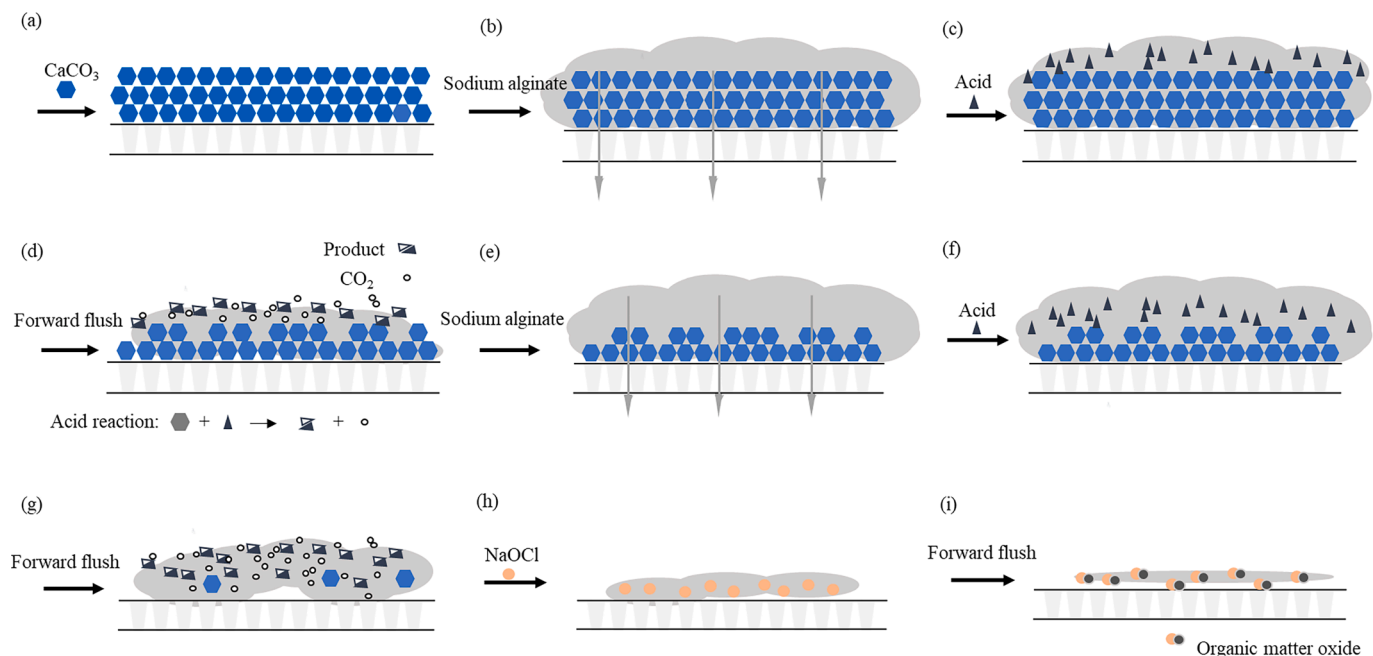 (a)
CaCO3
(b)
Sodium alginate
(c)
Acid
(d)
Product
CO2
Forward flush
Acid reaction: + → +
(e)
Sodium alginate
(f)
Acid
(g)
Forward flush
(h)
NaOCl
(i)
Forward flush
Organic matter oxide